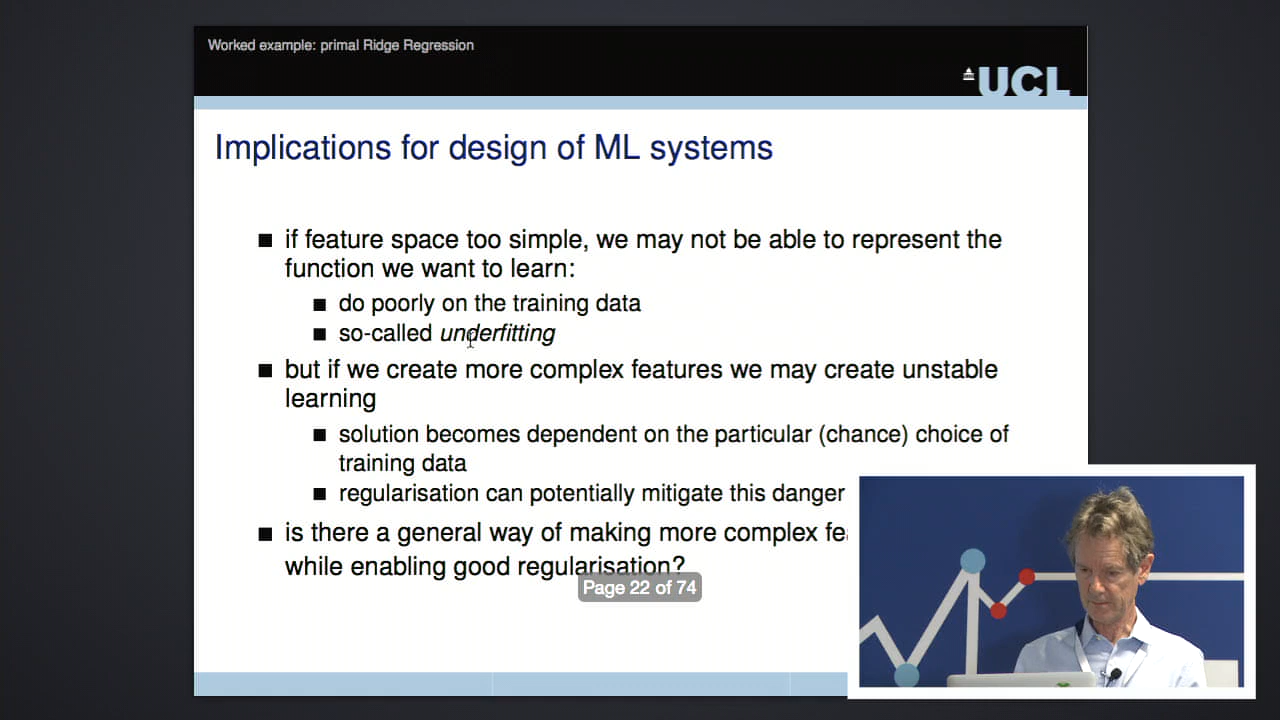 Worked example: primal Ridge Regression
UCL
Implications for design of ML systems
if feature space too simple, we may not be able to represent the
function we want to learn:
do poorly on the training data
so-called underfitting
but if we create more complex features we may create unstable
learning
solution becomes dependent on the particular (chance) choice of
training data
regularisation can potentially mitigate this danger
is there a general way of making more complex
while enabling good regularisation?
Page 22 of 74